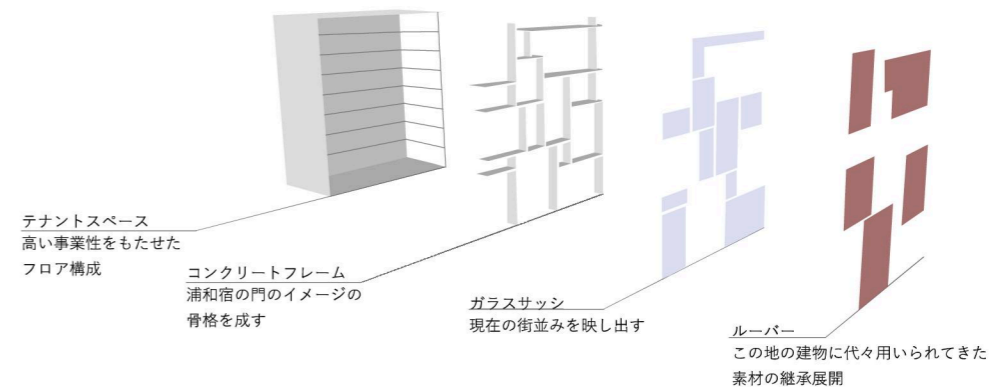 テナントスペース
高い事業性をもたせた
フロア構成
コンクリートフレーム
浦和宿の門のイメージの
骨格を成す
ガラスサッシ
現在の街並みを映し出す
ルーバー
この地の建物に代々用いられてきた
素材の継承展開